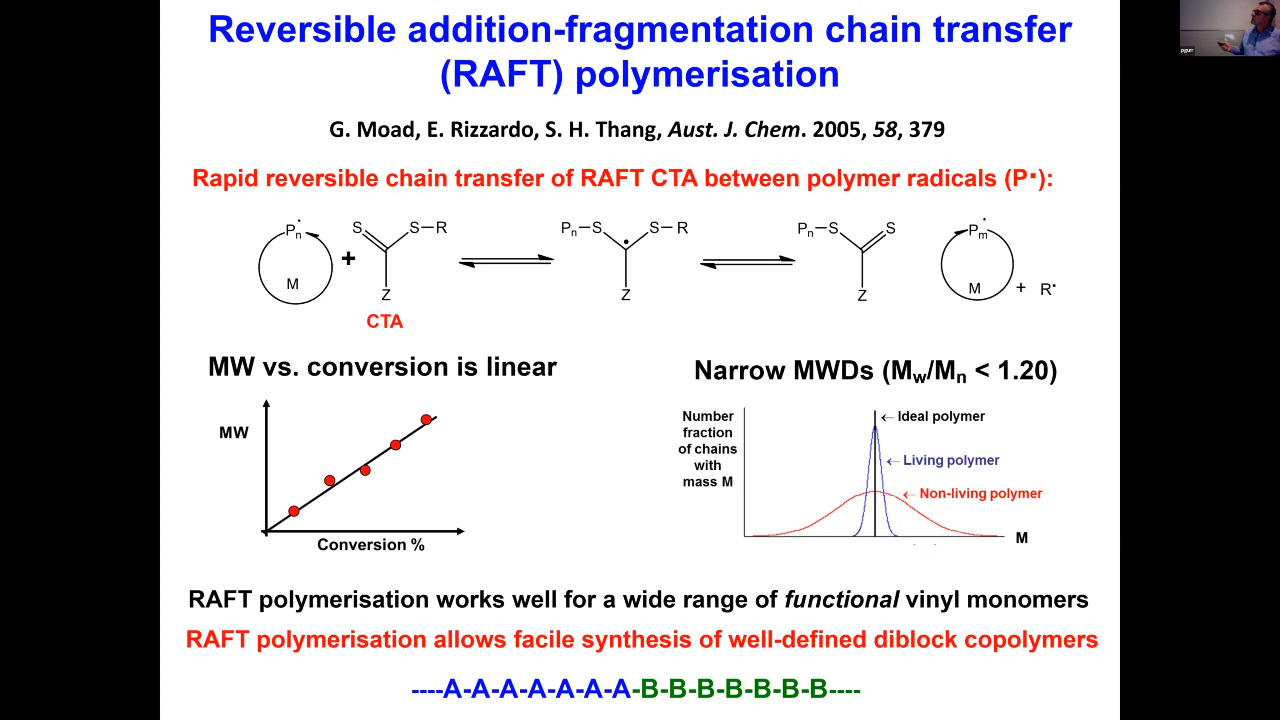 Reversible addition-fragmentation chain transfer
(RAFT) polymerisation
G. Moad, E. Rizzardo, S. H. Thang, Aust. J. Chem. 2005, 58, 379
Rapid reversible chain transfer of RAFT CTA between polymer radicals (P▪):
Pn• M + S S–R Z
Pn–S S–R • Z
Pn–S S Z
Pm• M + R•
CTA
MW vs. conversion is linear
MW
Conversion %
Narrow MWDs (Mw/Mn < 1.20)
Number
fraction
of chains
with
mass M
← Ideal polymer
← Living polymer
← Non-living polymer
M
RAFT polymerisation works well for a wide range of functional vinyl monomers
RAFT polymerisation allows facile synthesis of well-defined diblock copolymers
----A-A-A-A-A-A-A-B-B-B-B-B-B-B----